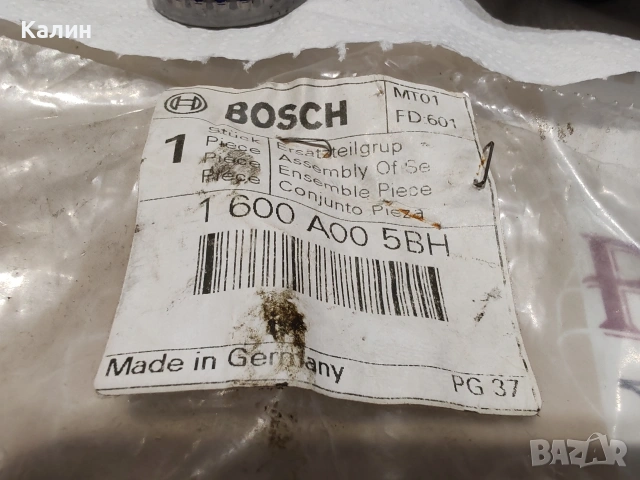 Калин
BOSCH
MT01
FD 601
1
Stück
Piece
Pièce
Pieza
Ersatzteilgrup
Assembly Of Se
Ensemble Piece
Conjunto Pieza
1 600 A00 5BH
Made in Germany
PG 37
BAZAR